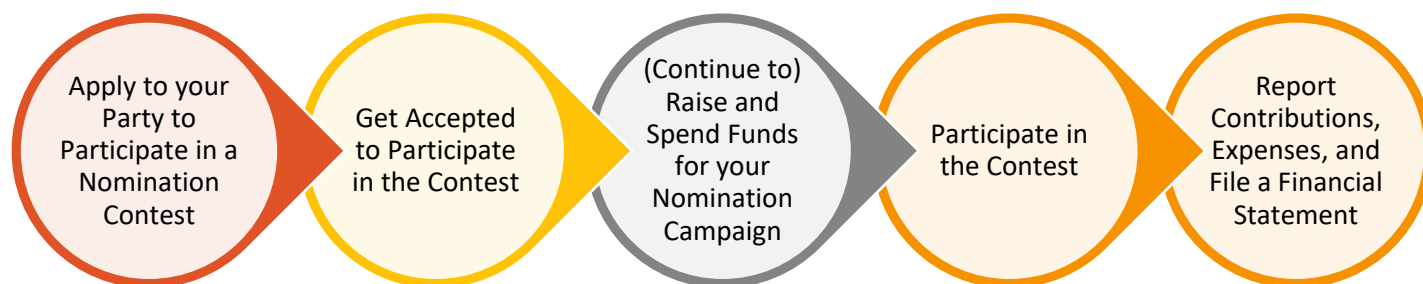 Apply to your
Party to
Participate in a
Nomination
Contest
Get Accepted
to Participate
in the Contest
(Continue to)
Raise and
Spend Funds
for your
Nomination
Campaign
Participate in
the Contest
Report
Contributions,
Expenses, and
File a Financial
Statement